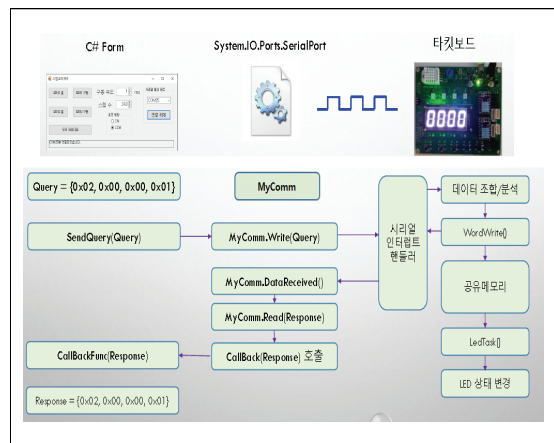 C# Form
System.IO.Ports.SerialPort
타킷보드
Query = {0x02, 0x00, 0x00, 0x01}
MyComm
데이터 조합/분석
SendQuery(Query)
MyComm.Write(Query)
시리얼
인터럽트
핸들러
WordWrite()
MyComm.DataReceived()
공유메모리
MyComm.Read(Response)
CallBackFunc(Response)
CallBack(Response) 호출
LedTask()
LED 상태 변경
Response = {0x02, 0x00, 0x00, 0x01}